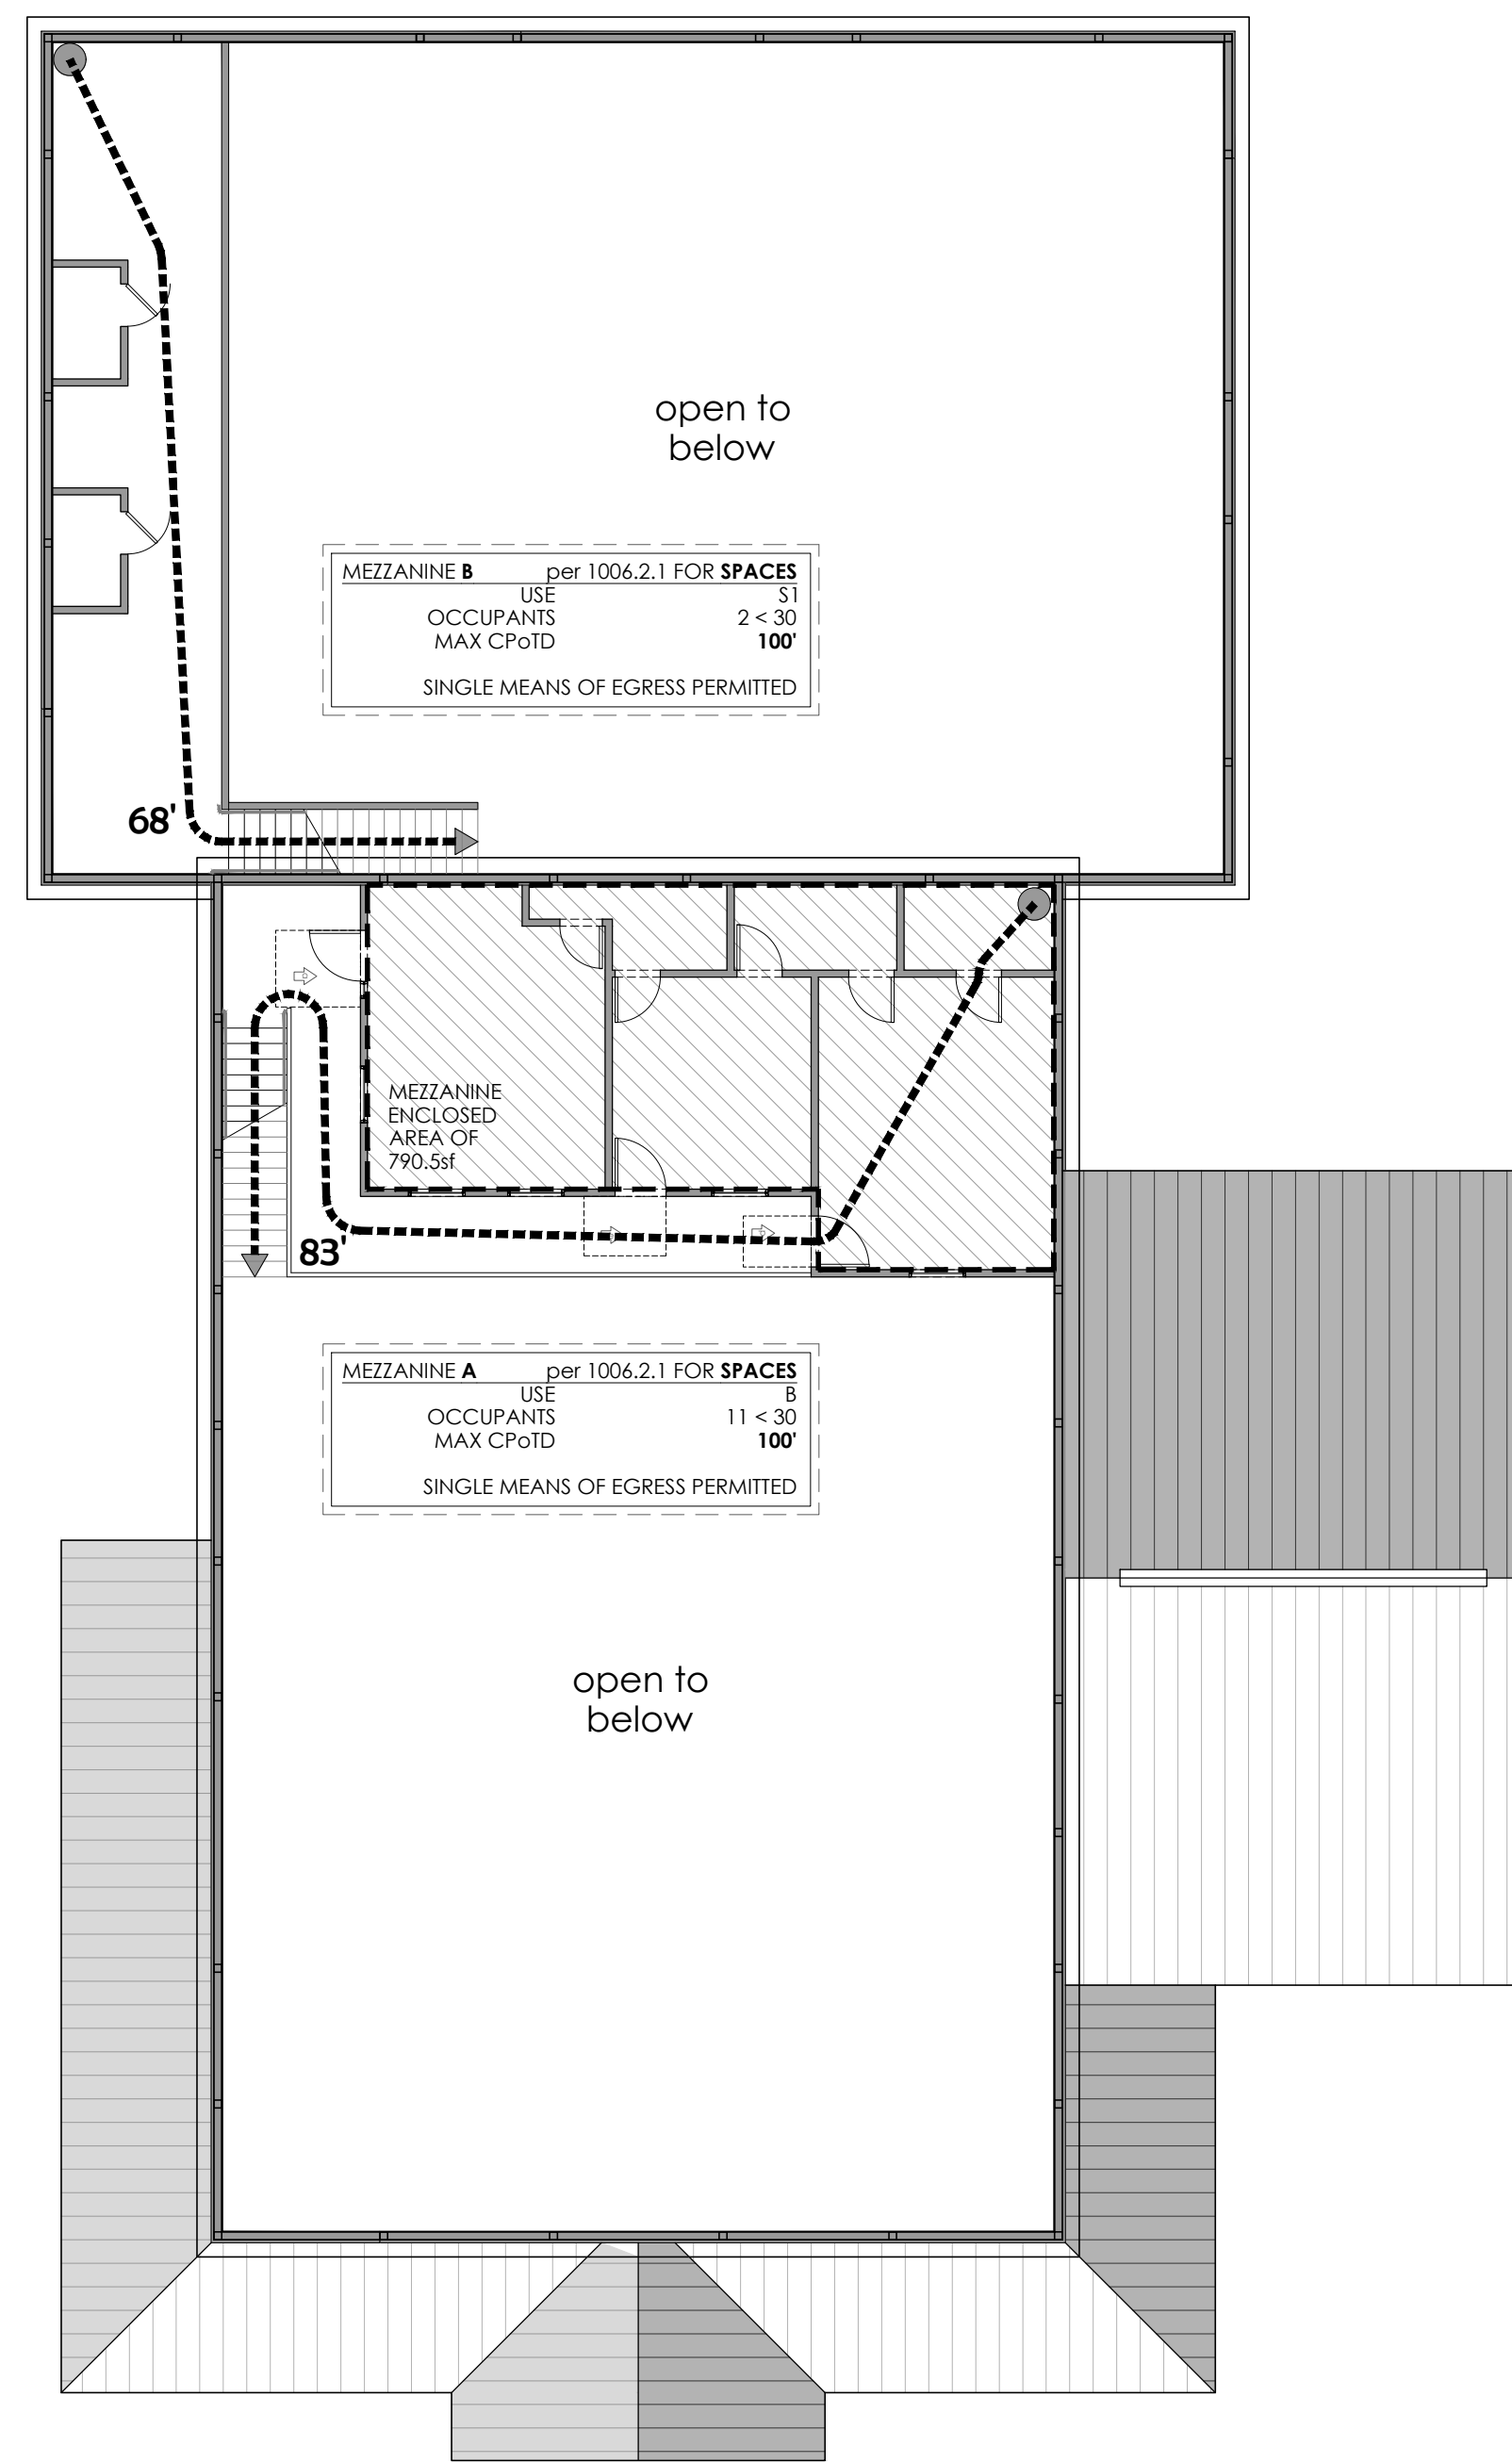 open to
below
MEZZANINE B per 1006.2.1 FOR SPACES
USE S1
OCCUPANTS 2 < 30
MAX CPoTD 100'
SINGLE MEANS OF EGRESS PERMITTED
68'
MEZZANINE
ENCLOSED
AREA OF
790.5sf
83'
MEZZANINE A per 1006.2.1 FOR SPACES
USE B
OCCUPANTS 11 < 30
MAX CPoTD 100'
SINGLE MEANS OF EGRESS PERMITTED
open to
below